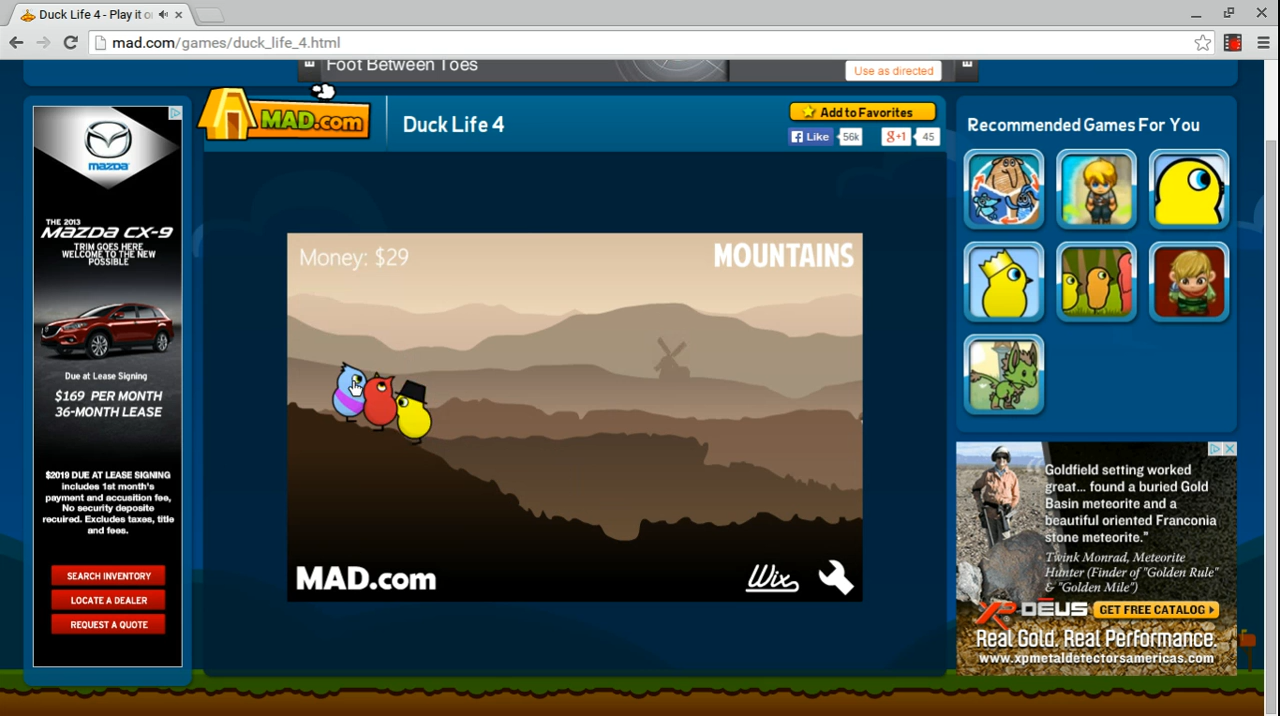 Duck Life 4 - Play it o
mad.com/games/duck_life_4.html
Foot Between Toes
Use as directed
MAD.com
Duck Life 4
Add to Favorites
Like
56k
g+1
45
Recommended Games For You
mazda
THE 2013
MAZDA CX-9
TRIM GOES HERE
WELCOME TO THE NEW
POSSIBLE
Due at Lease Signing
$169 PER MONTH
36-MONTH LEASE
$2019 DUE AT LEASE SIGNING
includes 1st month's
payment and accusition fee,
No security deposite
recuired. Excludes taxes, title
and fees.
SEARCH INVENTORY
LOCATE A DEALER
REQUEST A QUOTE
Money: $29
MOUNTAINS
MAD.com
Wix
Goldfield setting worked
great... found a buried Gold
Basin meteorite and a
beautiful oriented Franconia
stone meteorite."
Twink Monrad, Meteorite
Hunter (Finder of "Golden Rule"
& "Golden Mile")
XP-DEUS
GET FREE CATALOG
Real Gold. Real Performance.
www.xpmetaldetectorsamericas.com